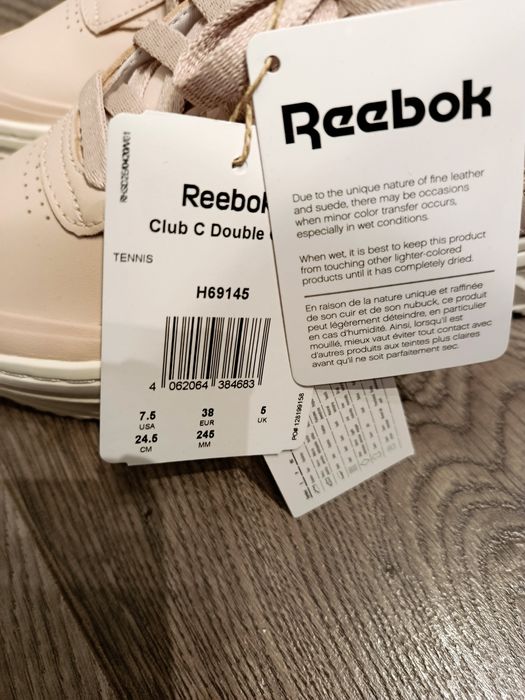 Reebok
Due to the unique nature of fine leather
and suede, there may be occasions
when minor color transfer occurs,
especially in wet conditions.
When wet, it is best to keep this product
from touching other lighter-colored
products until it has completely dried.
En raison de la nature unique et raffinée
de son cuir et de son nubuck, ce produit
peut légèrement déteindre, en particulier
en cas d'humidité. Ainsi, lorsqu'il est
mouillé, mieux vaut éviter tout contact avec
d'autres produits aux teintes plus claires
avant qu'il ne soit parfaitement sec.
Reebok
Club C Double
TENNIS
H69145
4 062064 384683
7.5 38 5
USA EUR UK
24.5 245
CM MM
PO# 128199158